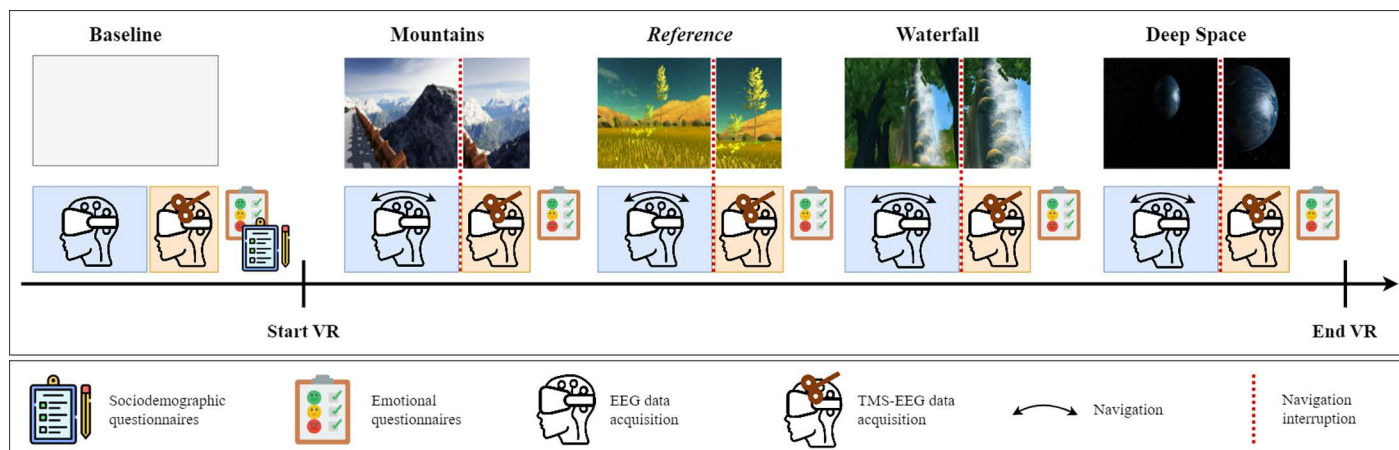 Baseline
Mountains
Reference
Waterfall
Deep Space
Start VR
End VR
Sociodemographic
questionnaires
Emotional
questionnaires
EEG data
acquisition
TMS-EEG data
acquisition
Navigation
Navigation
interruption